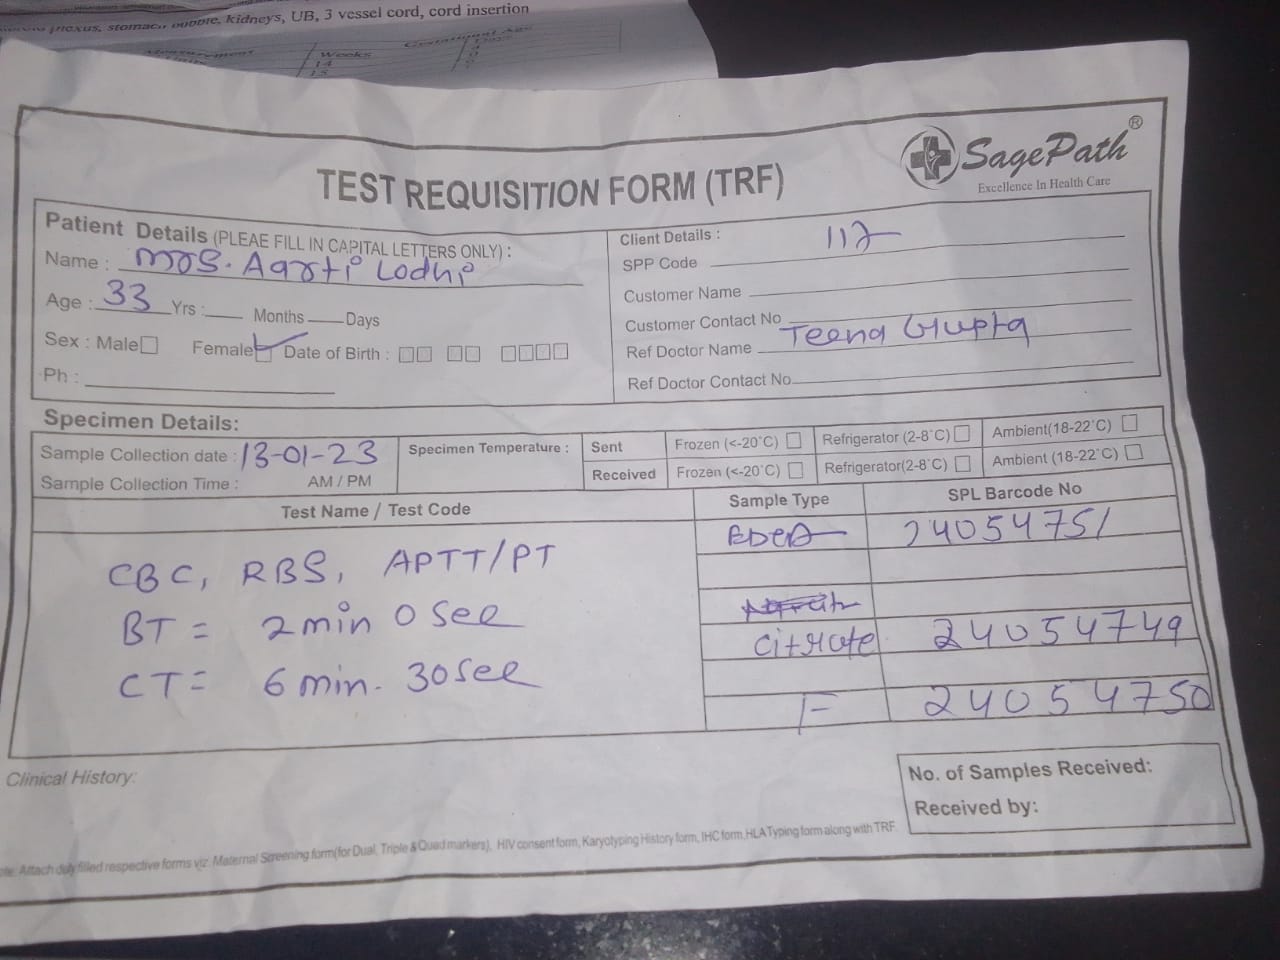 stomach bubble, kidneys, UB, 3 vessel cord, cord insertion
Weeks
14
15
Days
SagePath®
Excellence In Health Care
TEST REQUISITION FORM (TRF)
Patient Details (PLEAE FILL IN CAPITAL LETTERS ONLY) :
Name : Mrs. Aarti Lodhi
Age : 33 Yrs : Months Days
Sex : Male Female Date of Birth :
Ph :
Client Details :
SPP Code 117
Customer Name
Customer Contact No
Ref Doctor Name Teena Gupta
Ref Doctor Contact No.
Specimen Details:
Sample Collection date : 13-01-23
Sample Collection Time : AM / PM
Specimen Temperature :
Sent Frozen (<-20°C) Refrigerator (2-8°C) Ambient(18-22°C)
Received Frozen (<-20°C) Refrigerator(2-8°C) Ambient (18-22°C)
Test Name / Test Code Sample Type SPL Barcode No
CBC, RBS, APTT/PT
BT = 2 min 0 Sec
CT = 6 min. 30 Sec
24054751
Citrate 24054749
F 24054750
Clinical History:
No. of Samples Received:
Received by:
Attach duly filled respective forms viz. Maternal Screening form(for Dual, Triple & Quad markers), HIV consent form, Karyotyping History form, IHC form, HLA Typing form along with TRF.